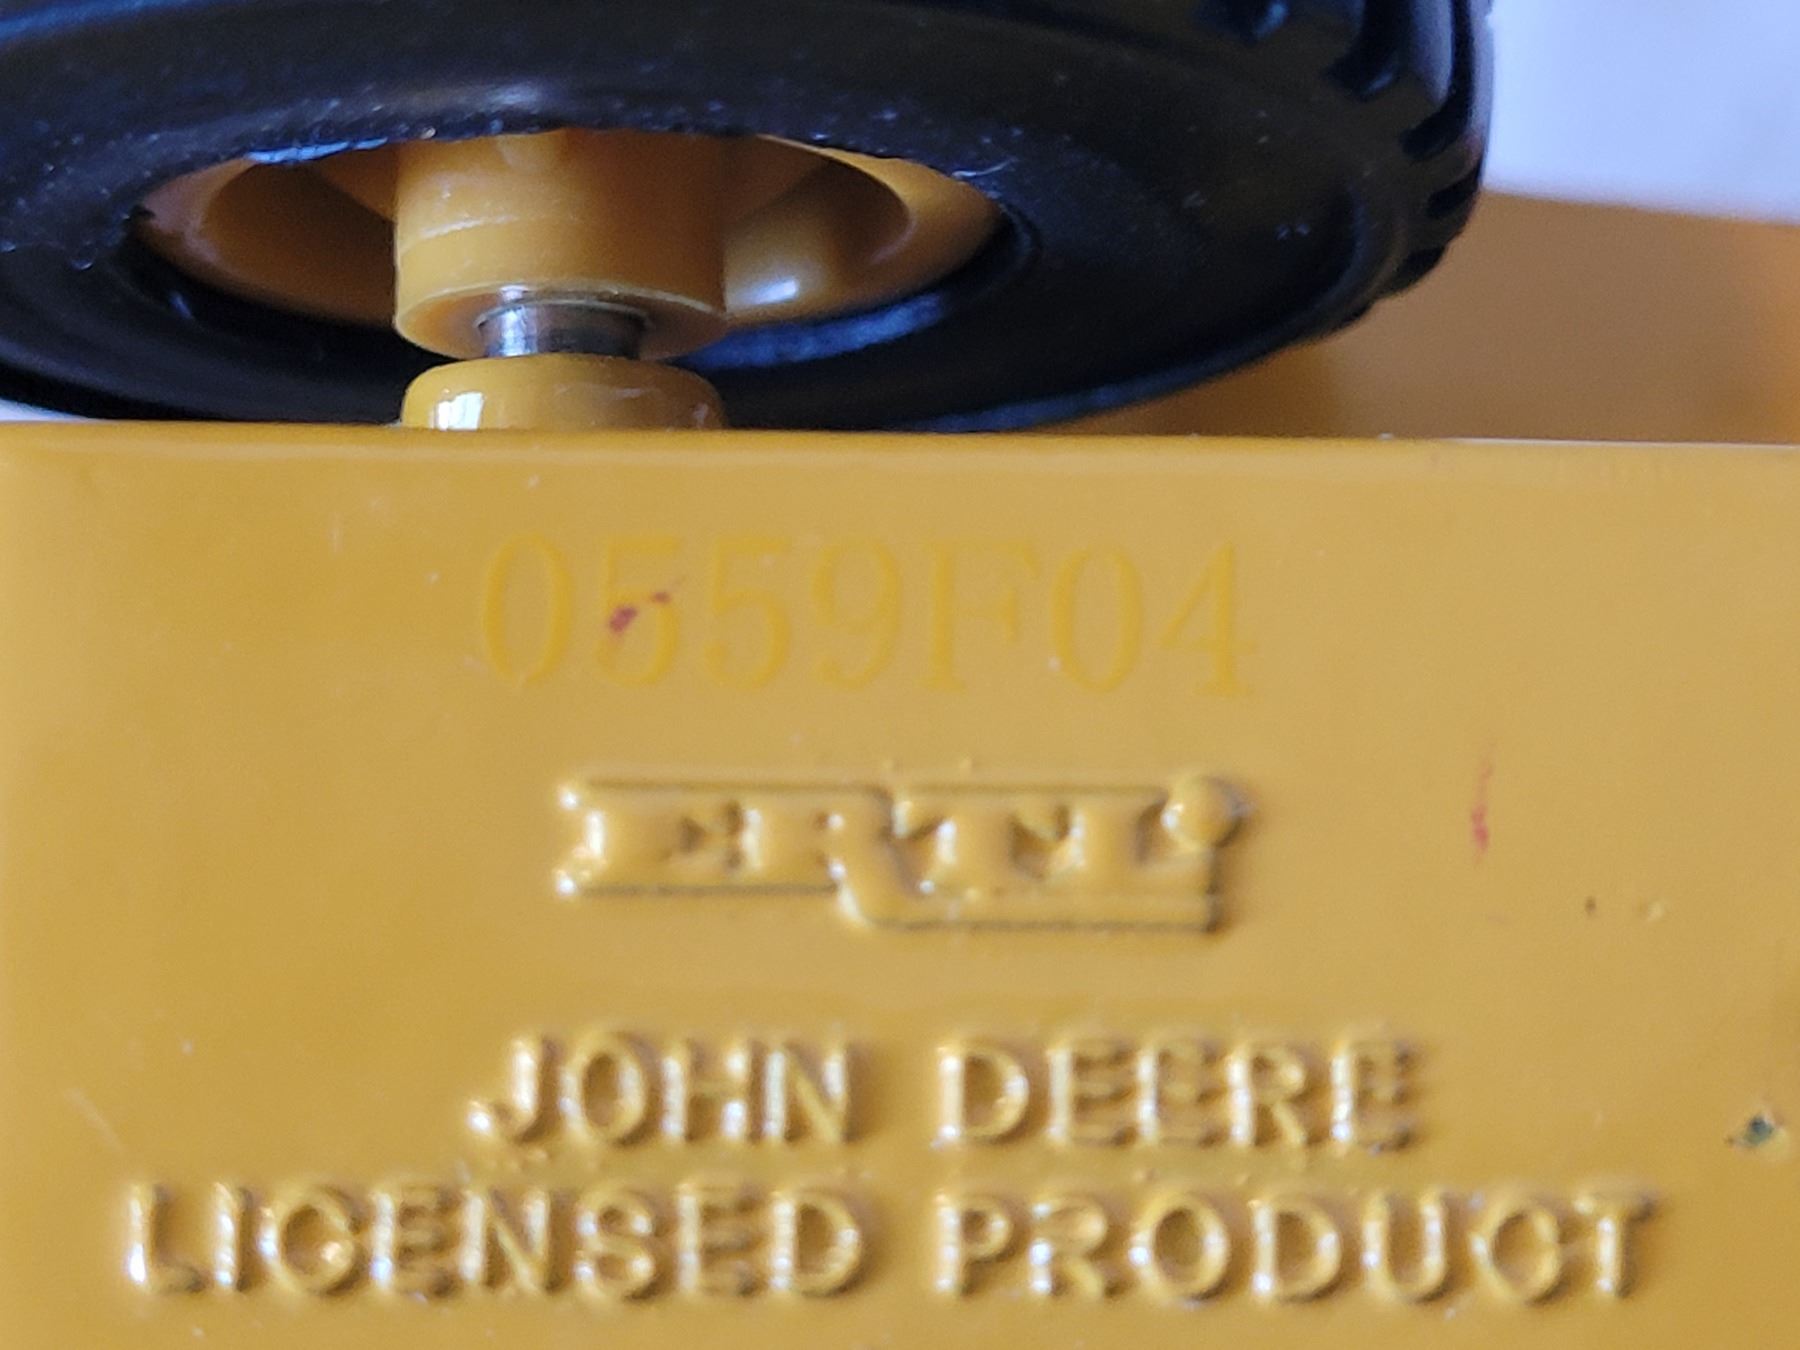 0559F04
ERTL
JOHN DEERE
LICENSED PRODUCT